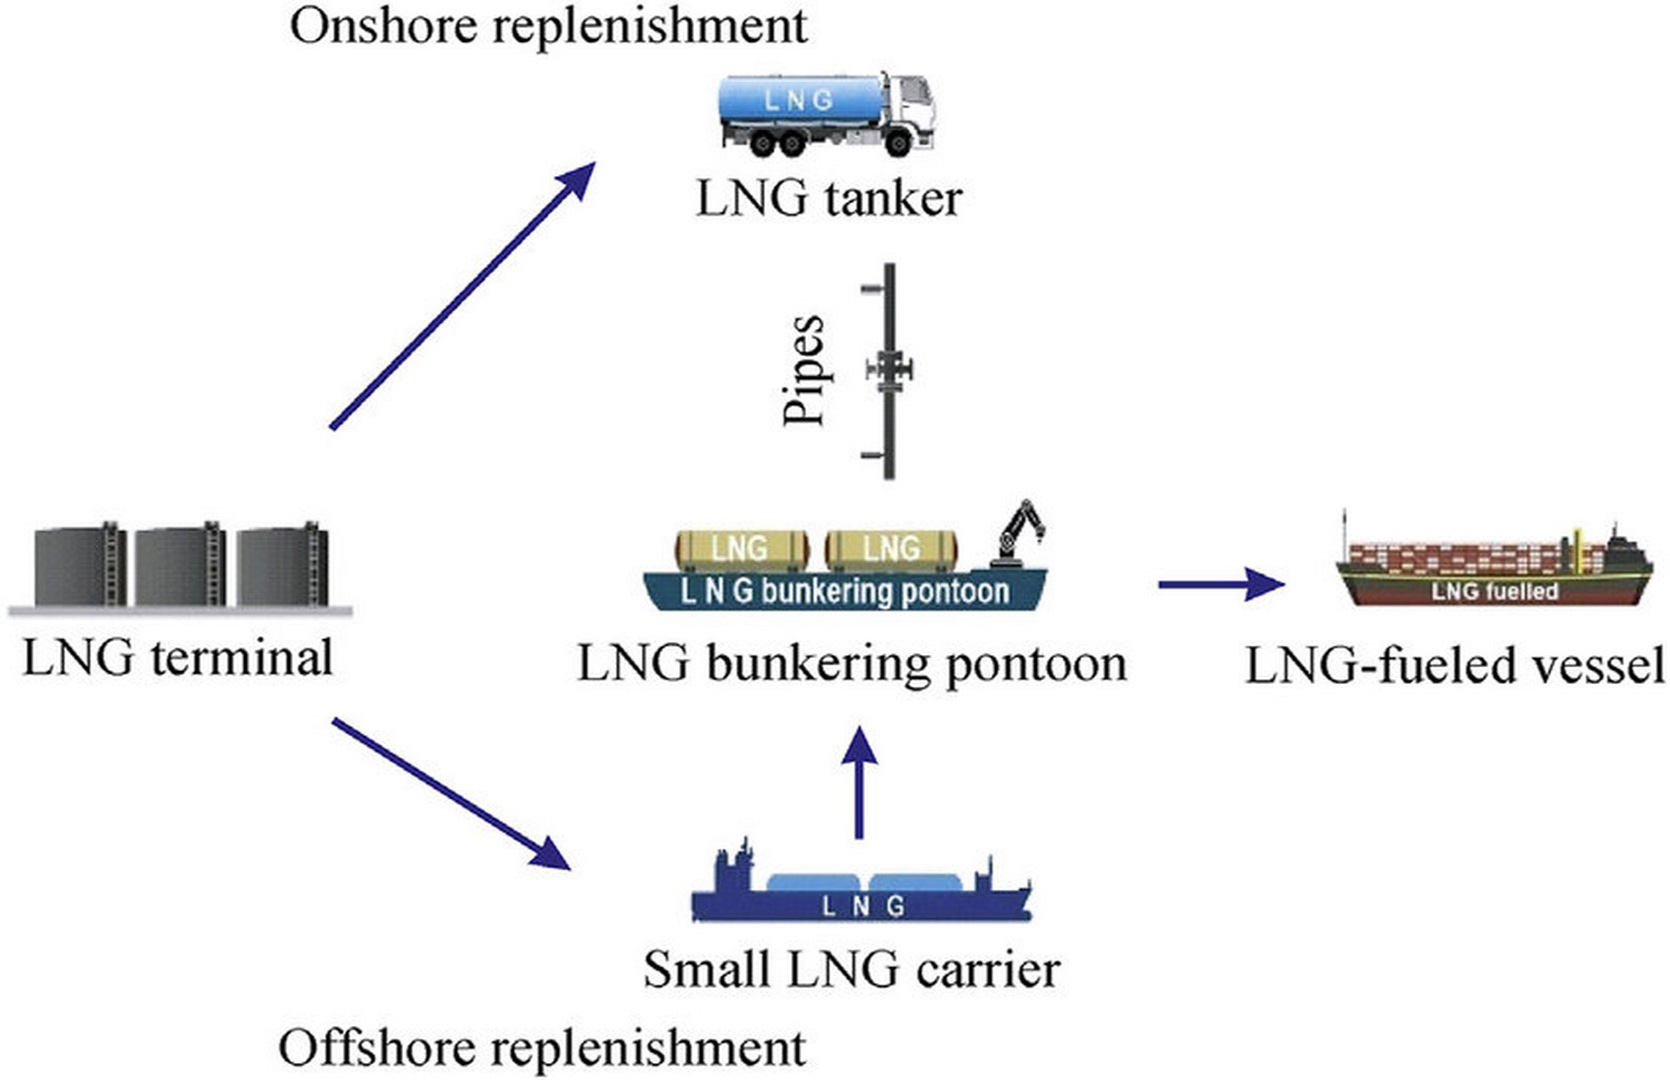 Onshore replenishment
L N G
LNG tanker
Pipes
LNG LNG
L N G bunkering pontoon
LNG fuelled
LNG terminal
LNG bunkering pontoon
LNG-fueled vessel
L N G
Small LNG carrier
Offshore replenishment